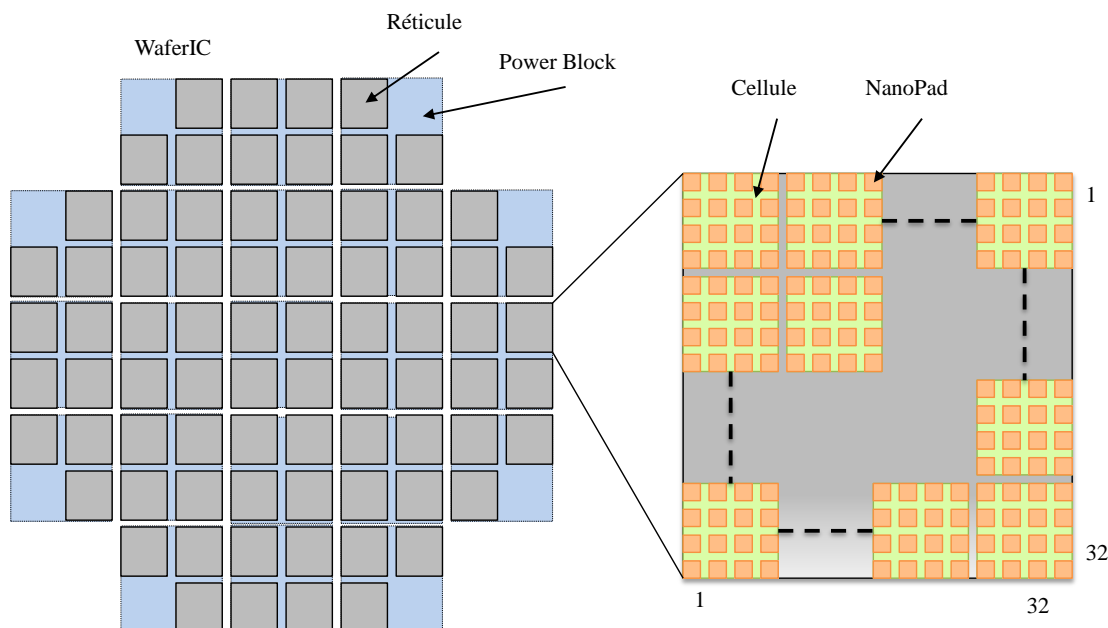 Réticule
WaferIC
Power Block
Cellule
NanoPad
1
32
1
32